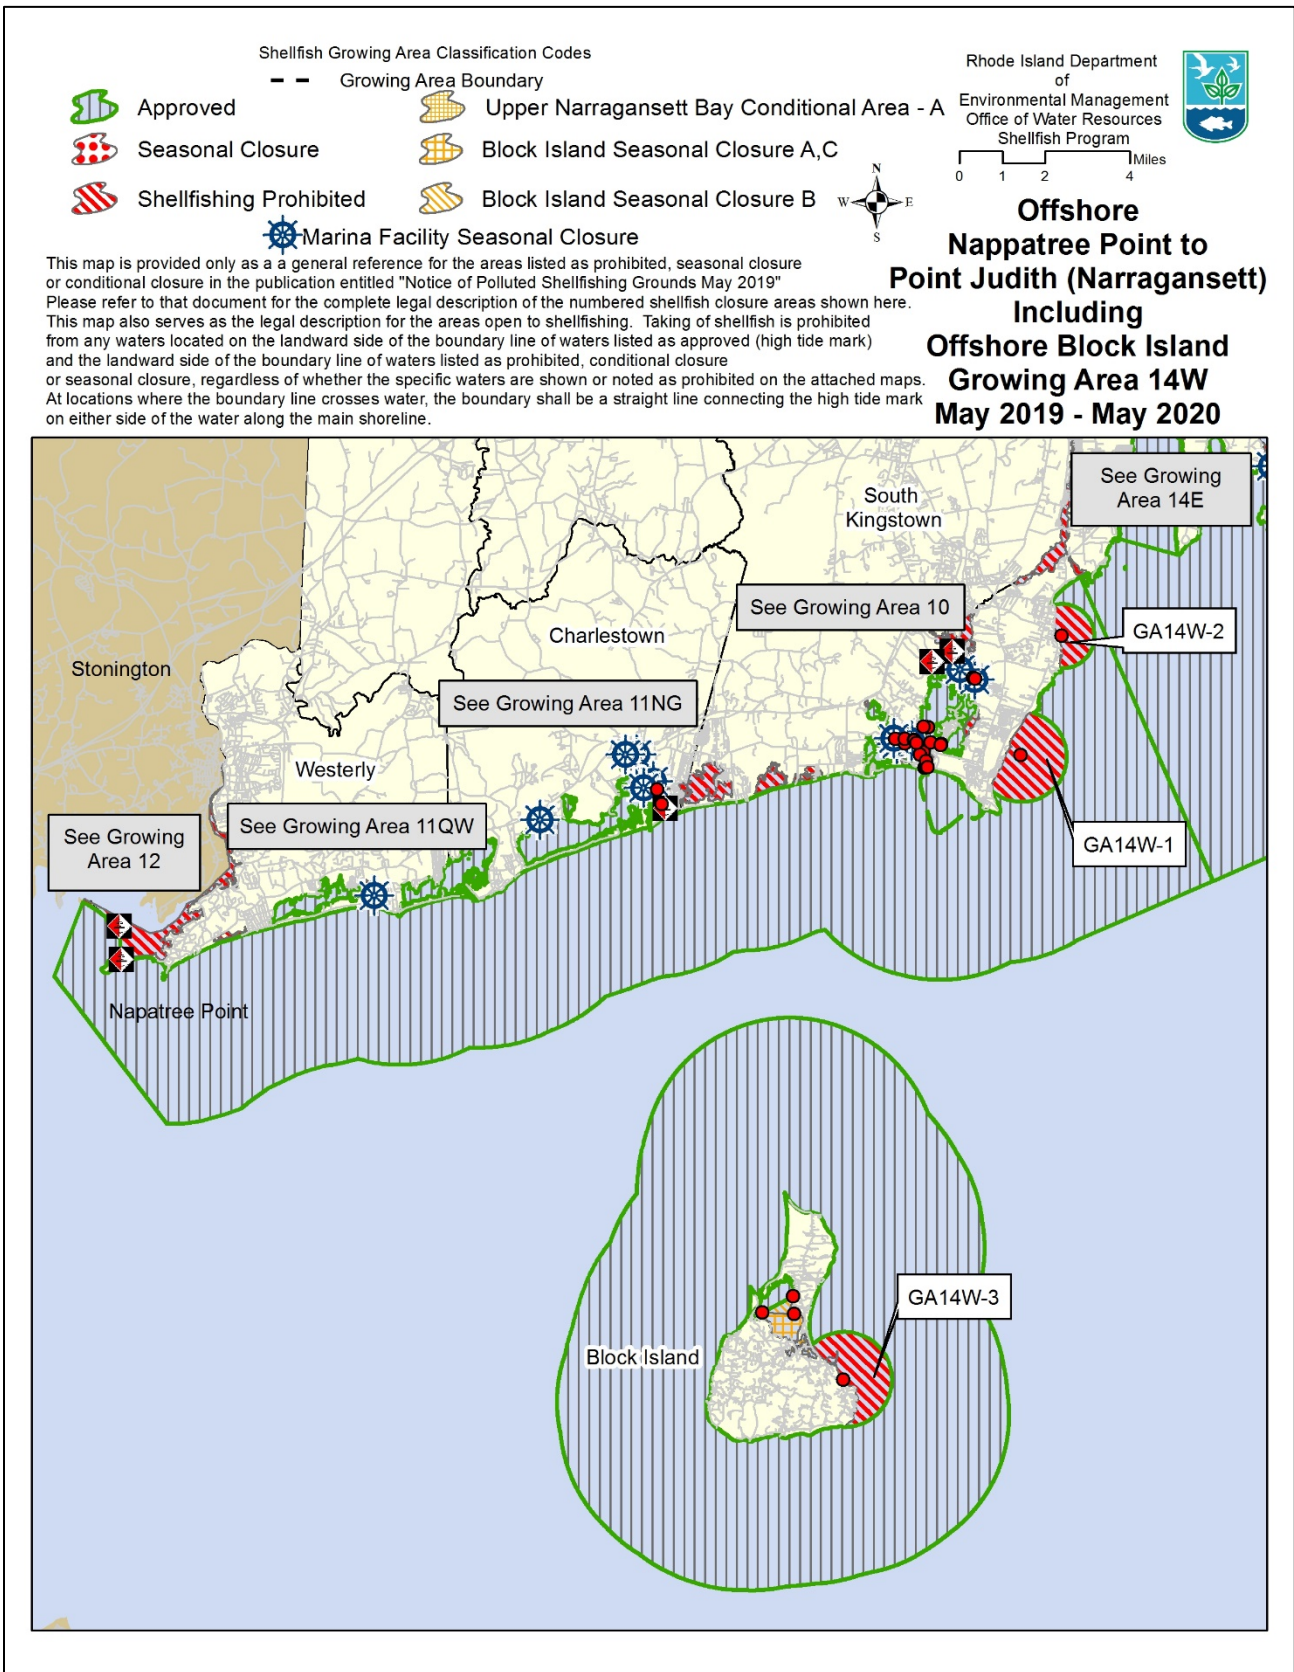 Shellfish Growing Area Classification Codes
Growing Area Boundary
Approved
Seasonal Closure
Shellfishing Prohibited
Upper Narragansett Bay Conditional Area - A
Block Island Seasonal Closure A,C
Block Island Seasonal Closure B
Marina Facility Seasonal Closure
Rhode Island Department
of
Environmental Management
Office of Water Resources
Shellfish Program
Miles
0 1 2 4
N
W E
S
Offshore
Nappatree Point to
Point Judith (Narragansett)
Including
Offshore Block Island
Growing Area 14W
May 2019 - May 2020
This map is provided only as a a general reference for the areas listed as prohibited, seasonal closure
or conditional closure in the publication entitled "Notice of Polluted Shellfishing Grounds May 2019"
Please refer to that document for the complete legal description of the numbered shellfish closure areas shown here.
This map also serves as the legal description for the areas open to shellfishing. Taking of shellfish is prohibited
from any waters located on the landward side of the boundary line of waters listed as approved (high tide mark)
and the landward side of the boundary line of waters listed as prohibited, conditional closure
or seasonal closure, regardless of whether the specific waters are shown or noted as prohibited on the attached maps.
At locations where the boundary line crosses water, the boundary shall be a straight line connecting the high tide mark
on either side of the water along the main shoreline.
See Growing
Area 14E
South
Kingstown
See Growing Area 10
GA14W-2
Charlestown
Stonington
See Growing Area 11NG
Westerly
See Growing Area 11QW
See Growing
Area 12
GA14W-1
Napatree Point
GA14W-3
Block Island